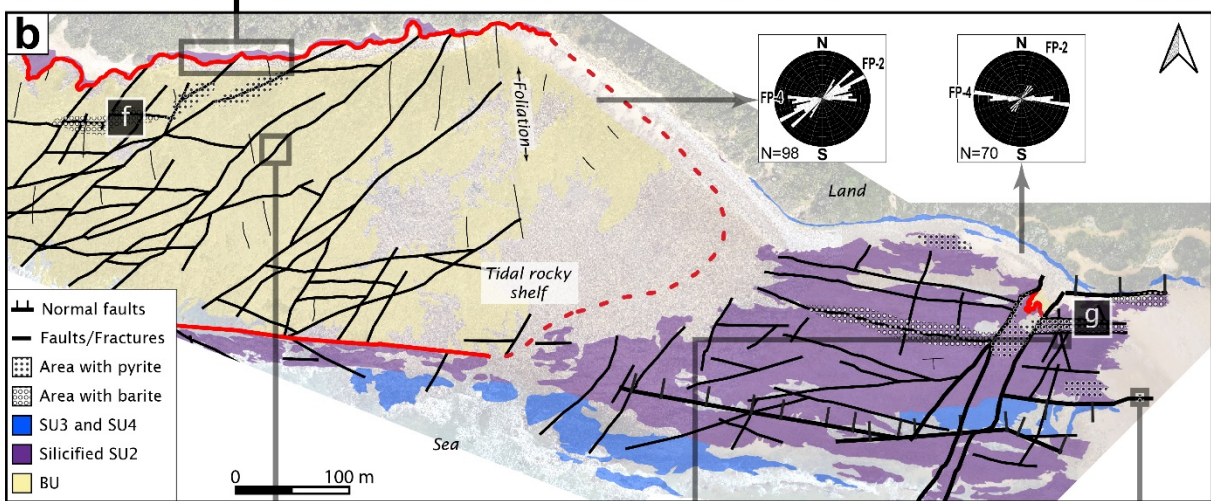 b
N
FP-2
FP-4
N=98
S
N
FP-2
FP-4
N=70
S
f
Foliation
Land
Tidal rocky
shelf
g
Normal faults
Faults/Fractures
Area with pyrite
Area with barite
SU3 and SU4
Silicified SU2
BU
Sea
0
100 m